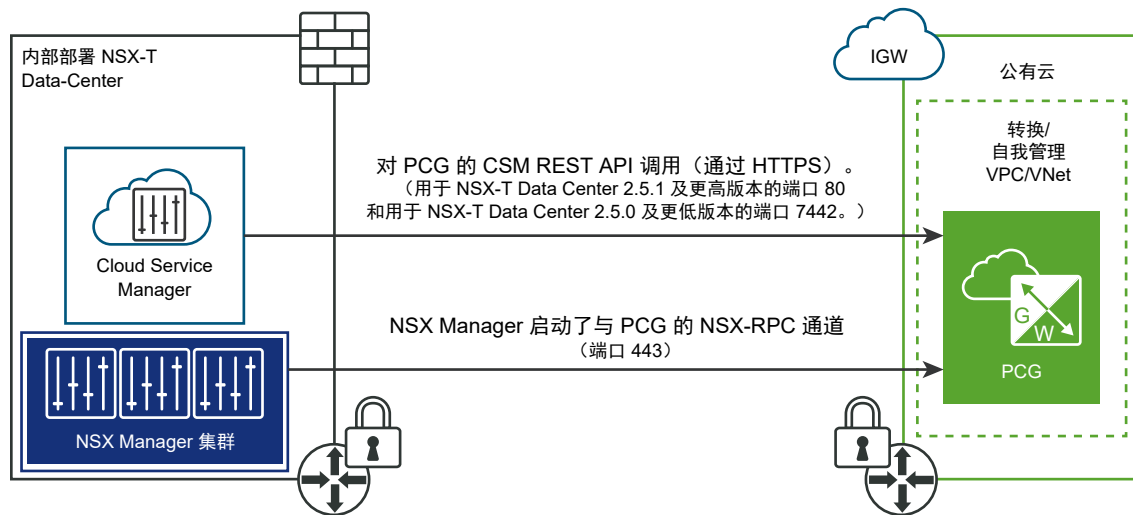 内部部署 NSX-T
Data-Center
IGW
公有云
转换/
自我管理
VPC/VNet
对 PCG 的 CSM REST API 调用（通过 HTTPS）。
（用于 NSX-T Data Center 2.5.1 及更高版本的端口 80
和用于 NSX-T Data Center 2.5.0 及更低版本的端口 7442。）
Cloud Service
Manager
NSX Manager 启动了与 PCG 的 NSX-RPC 通道
（端口 443）
G
W
PCG
NSX Manager 集群